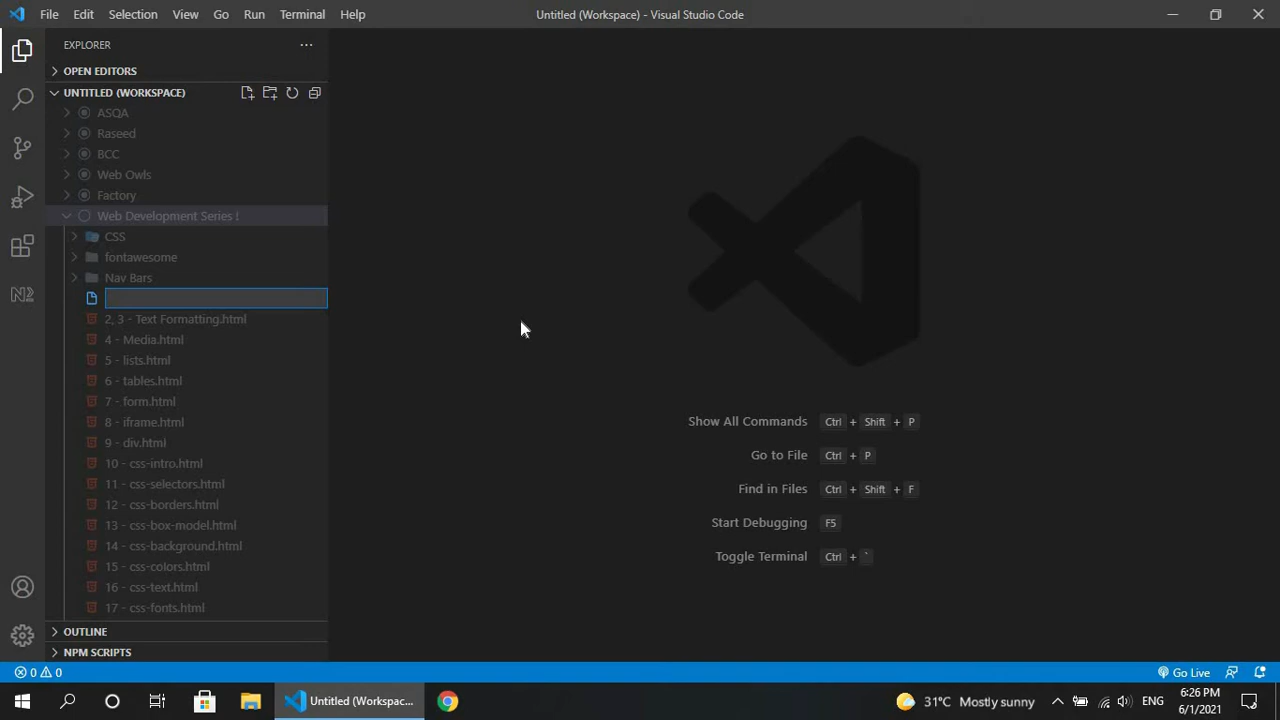 File Edit Selection View Go Run Terminal Help
Untitled (Workspace) - Visual Studio Code
EXPLORER
OPEN EDITORS
UNTITLED (WORKSPACE)
ASQA
Raseed
BCC
Web Owls
Factory
Web Development Series !
CSS
fontawesome
Nav Bars
2, 3 - Text Formatting.html
4 - Media.html
5 - lists.html
6 - tables.html
7 - form.html
8 - iframe.html
9 - div.html
10 - css-intro.html
11 - css-selectors.html
12 - css-borders.html
13 - css-box-model.html
14 - css-background.html
15 - css-colors.html
16 - css-text.html
17 - css-fonts.html
OUTLINE
NPM SCRIPTS
Show All Commands Ctrl + Shift + P
Go to File Ctrl + P
Find in Files Ctrl + Shift + F
Start Debugging F5
Toggle Terminal Ctrl + `
0 0
Go Live
Untitled (Workspac...
31°C Mostly sunny
ENG
6:26 PM
6/1/2021